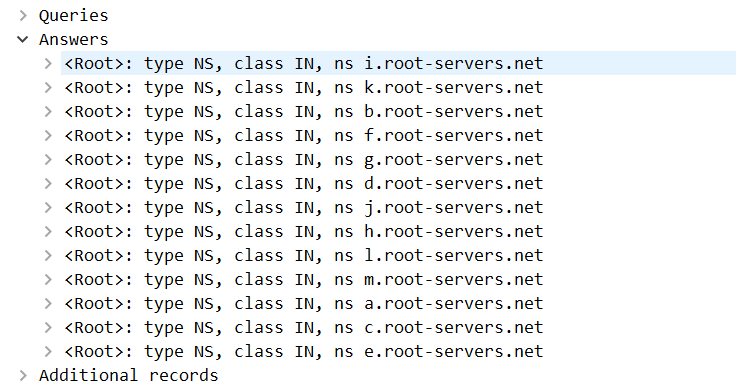 Queries
Answers
<Root>: type NS, class IN, ns i.root-servers.net
<Root>: type NS, class IN, ns k.root-servers.net
<Root>: type NS, class IN, ns b.root-servers.net
<Root>: type NS, class IN, ns f.root-servers.net
<Root>: type NS, class IN, ns g.root-servers.net
<Root>: type NS, class IN, ns d.root-servers.net
<Root>: type NS, class IN, ns j.root-servers.net
<Root>: type NS, class IN, ns h.root-servers.net
<Root>: type NS, class IN, ns l.root-servers.net
<Root>: type NS, class IN, ns m.root-servers.net
<Root>: type NS, class IN, ns a.root-servers.net
<Root>: type NS, class IN, ns c.root-servers.net
<Root>: type NS, class IN, ns e.root-servers.net
Additional records